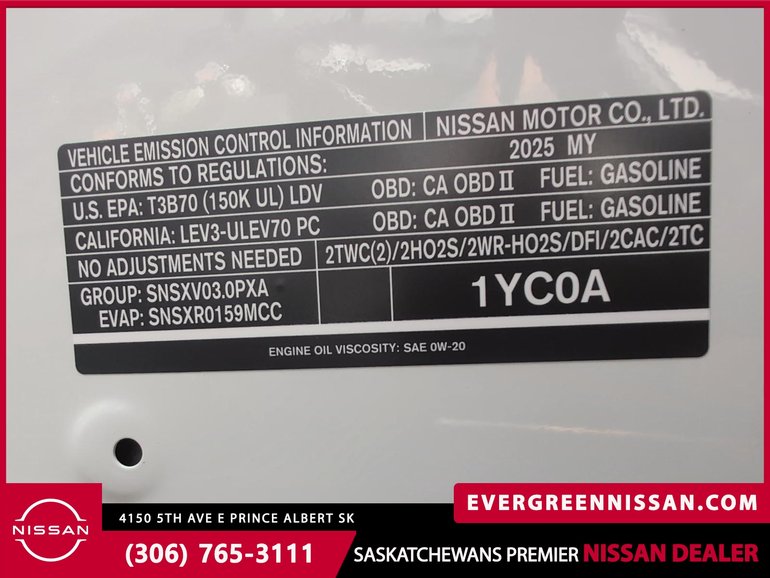 VEHICLE EMISSION CONTROL INFORMATION NISSAN MOTOR CO., LTD.
CONFORMS TO REGULATIONS: 2025 MY
U.S. EPA: T3B70 (150K UL) LDV OBD: CA OBD II FUEL: GASOLINE
CALIFORNIA: LEV3-ULEV70 PC OBD: CA OBD II FUEL: GASOLINE
NO ADJUSTMENTS NEEDED 2TWC(2)/2HO2S/2WR-HO2S/DFI/2CAC/2TC
GROUP: SNSXV03.0PXA 1YC0A
EVAP: SNSXR0159MCC
ENGINE OIL VISCOSITY: SAE 0W-20
EVERGREENNISSAN.COM
NISSAN
4150 5TH AVE E PRINCE ALBERT SK
(306) 765-3111
SASKATCHEWANS PREMIER NISSAN DEALER